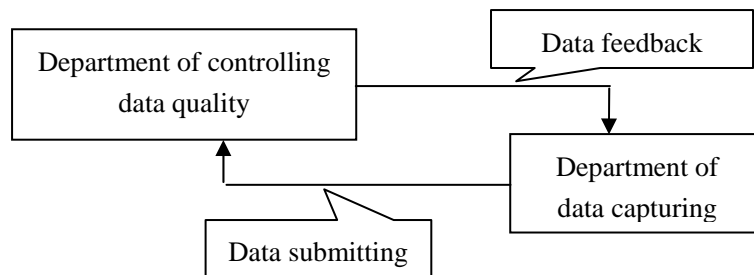 Data feedback
Department of controlling
data quality
Department of
data capturing
Data submitting